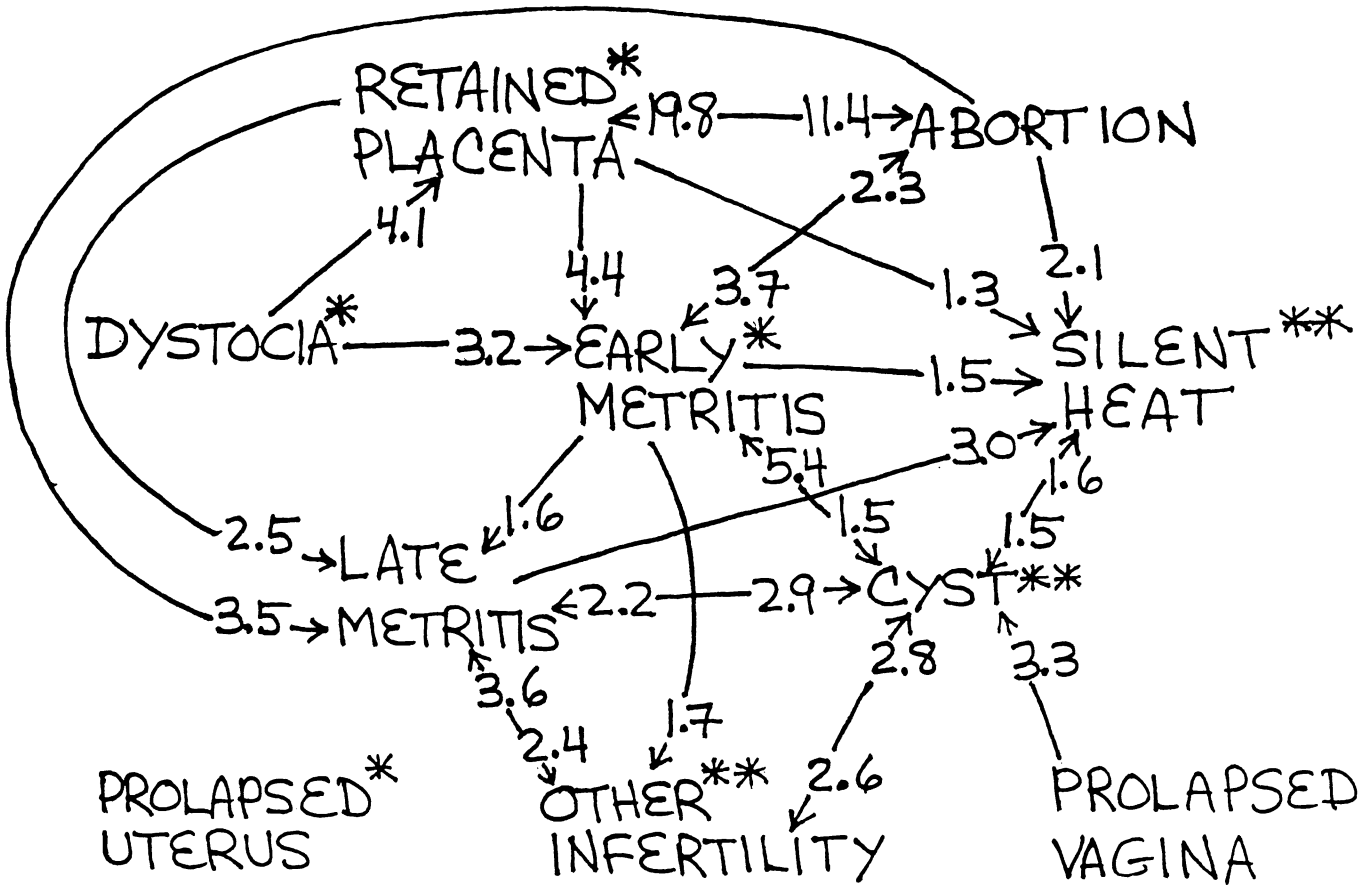 RETAINED*
PLACENTA
19.8
11.4
ABORTION
2.3
4.1
4.4
3.7
1.3
2.1
DYSTOCIA*
3.2
EARLY*
METRITIS
1.5
SILENT**
HEAT
3.0
5.4
1.6
1.6
1.5
1.5
2.5
LATE
METRITIS
3.5
2.2
2.9
CYST**
3.6
2.4
1.7
2.8
3.3
2.6
PROLAPSED*
UTERUS
OTHER**
INFERTILITY
PROLAPSED
VAGINA